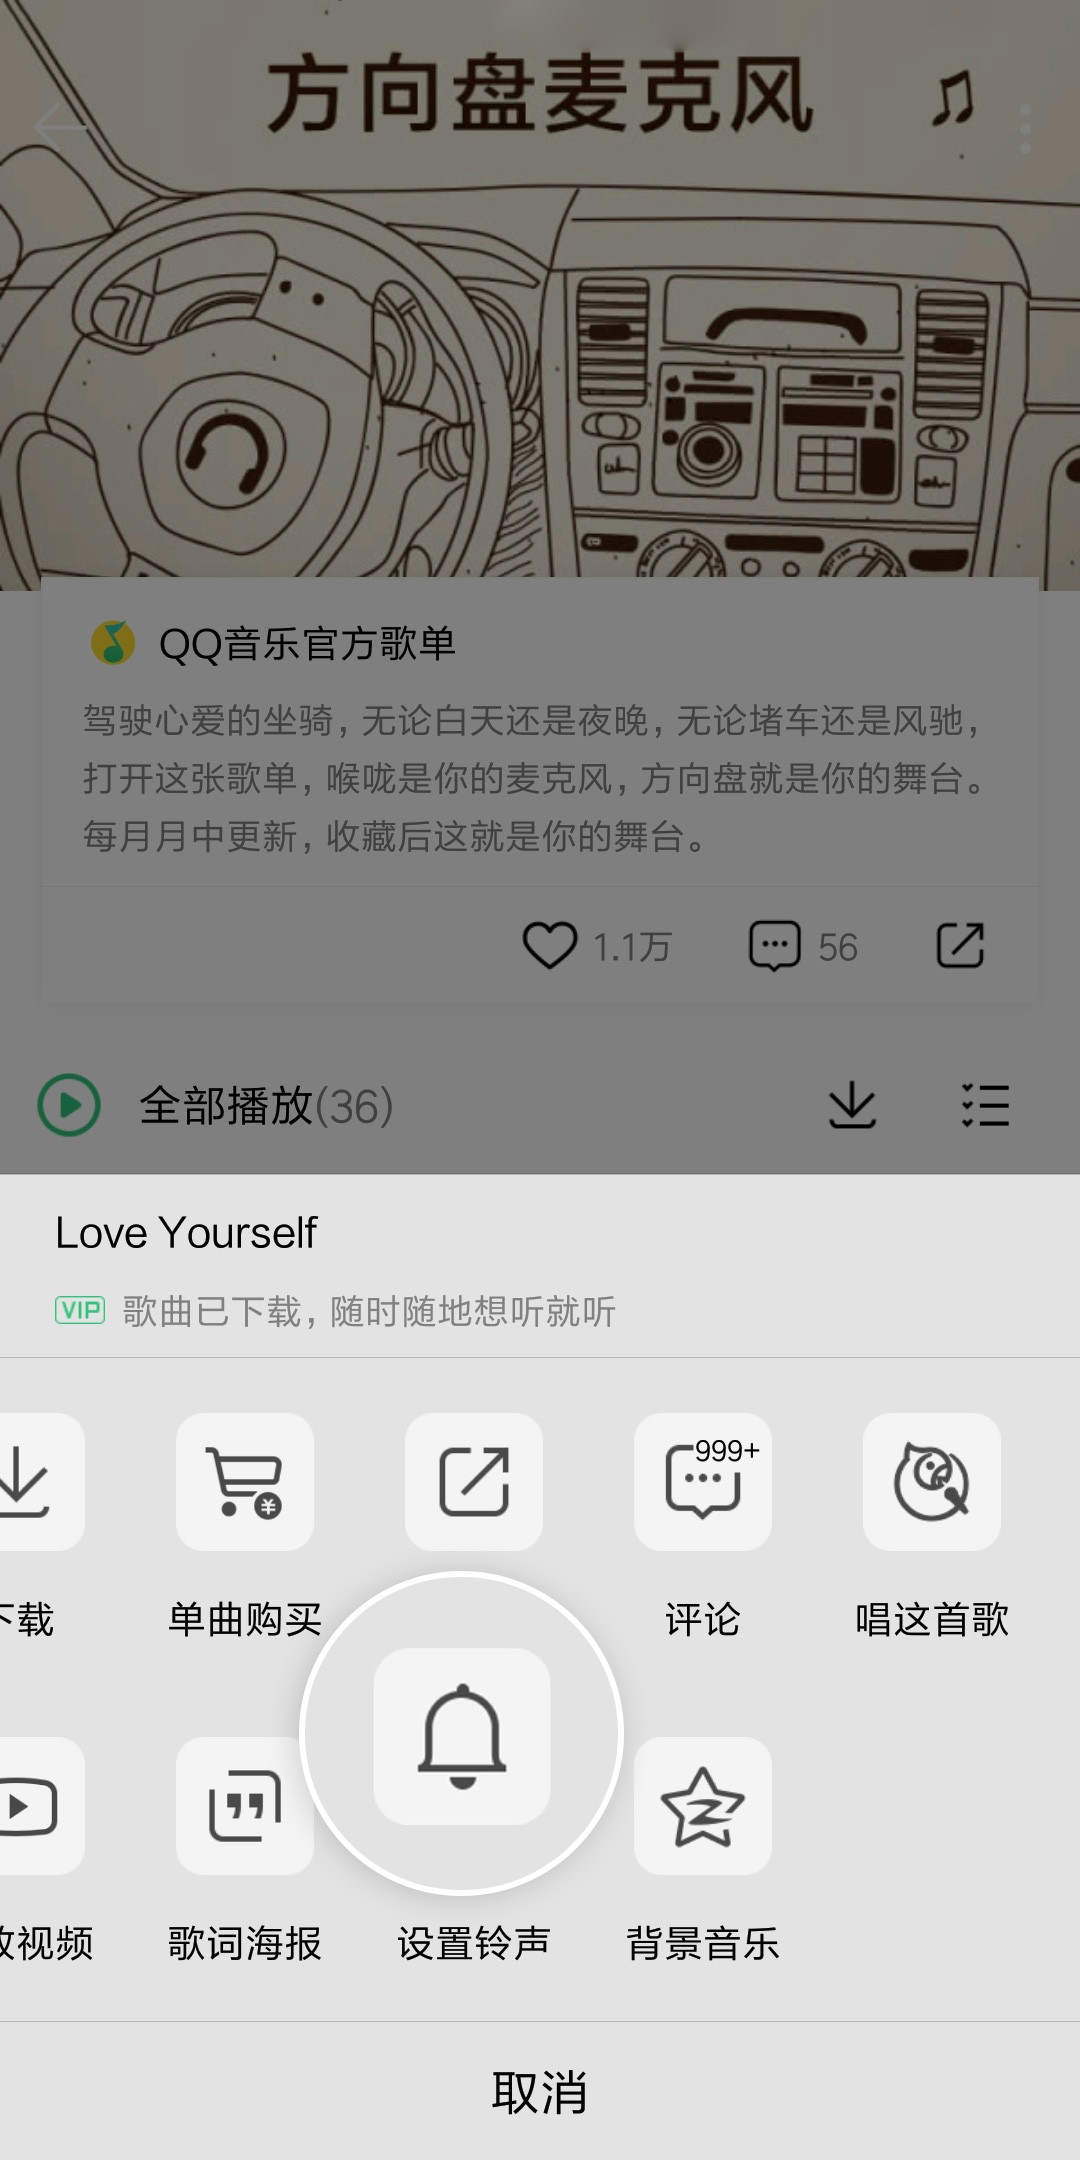 方向盘麦克风
QQ音乐官方歌单
驾驶心爱的坐骑，无论白天还是夜晚，无论堵车还是风驰，
打开这张歌单，喉咙是你的麦克风，方向盘就是你的舞台。
每月月中更新，收藏后这就是你的舞台。
1.1万
56
全部播放(36)
Love Yourself
VIP 歌曲已下载，随时随地想听就听
999+
下载
单曲购买
评论
唱这首歌
视频
歌词海报
设置铃声
背景音乐
取消